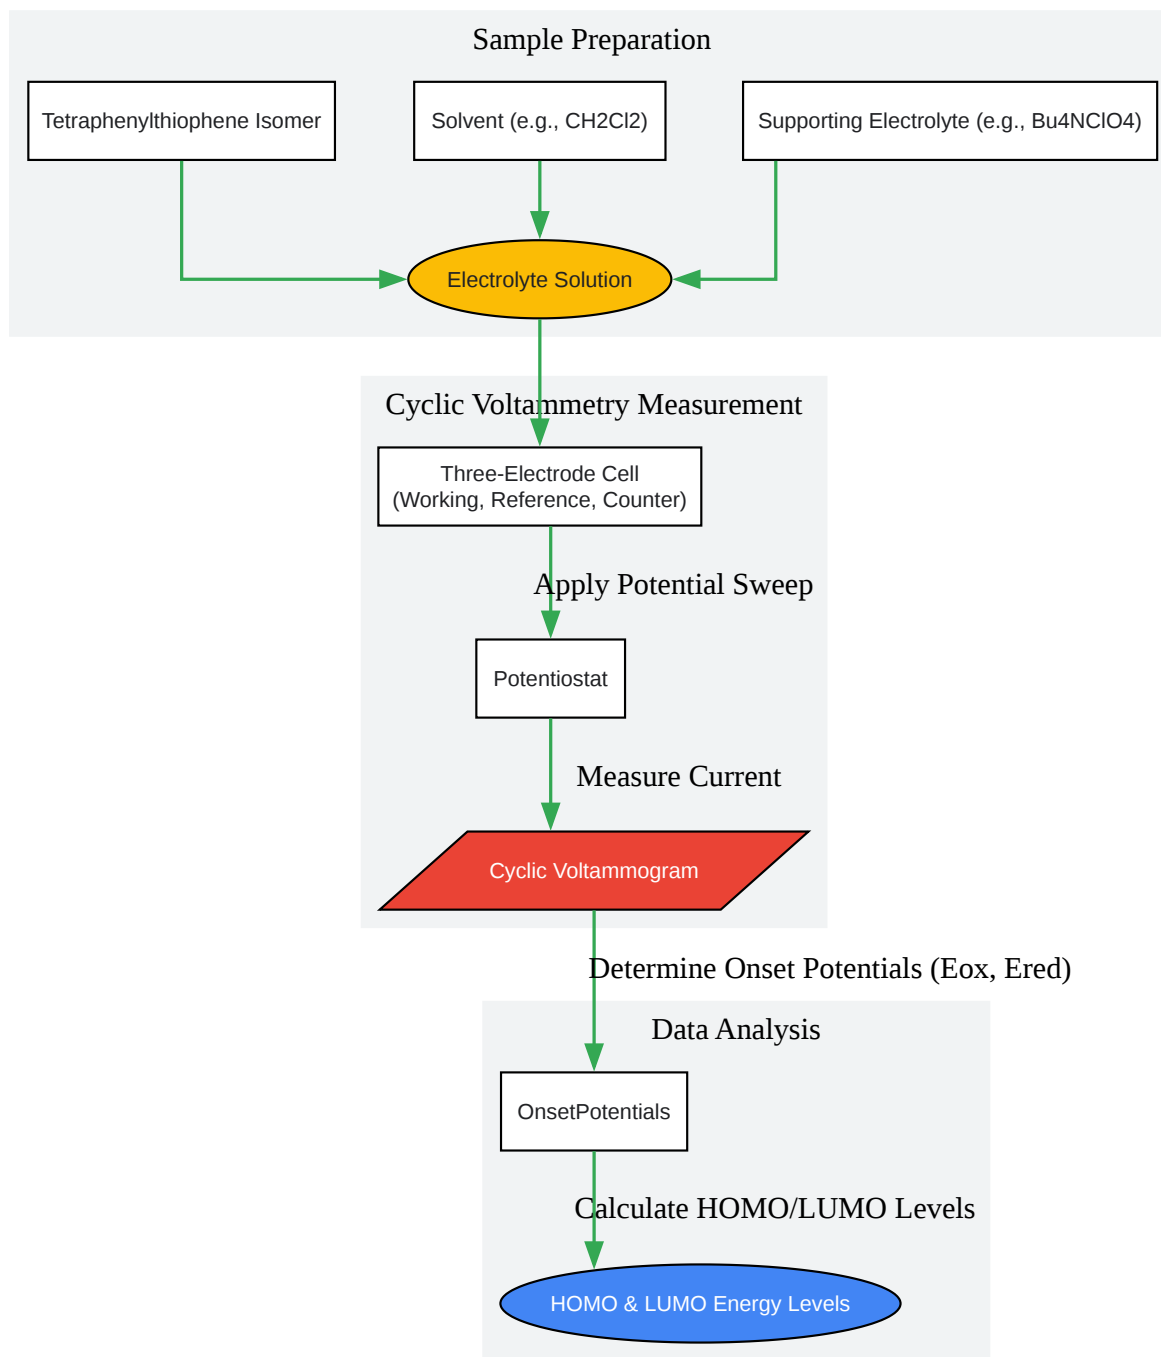 Sample Preparation
Tetraphenylthiophene Isomer
Solvent (e.g., CH2Cl2)
Supporting Electrolyte (e.g., Bu4NClO4)
Electrolyte Solution
Cyclic Voltammetry Measurement
Three-Electrode Cell
(Working, Reference, Counter)
Apply Potential Sweep
Potentiostat
Measure Current
Cyclic Voltammogram
Determine Onset Potentials (Eox, Ered)
Data Analysis
OnsetPotentials
Calculate HOMO/LUMO Levels
HOMO & LUMO Energy Levels